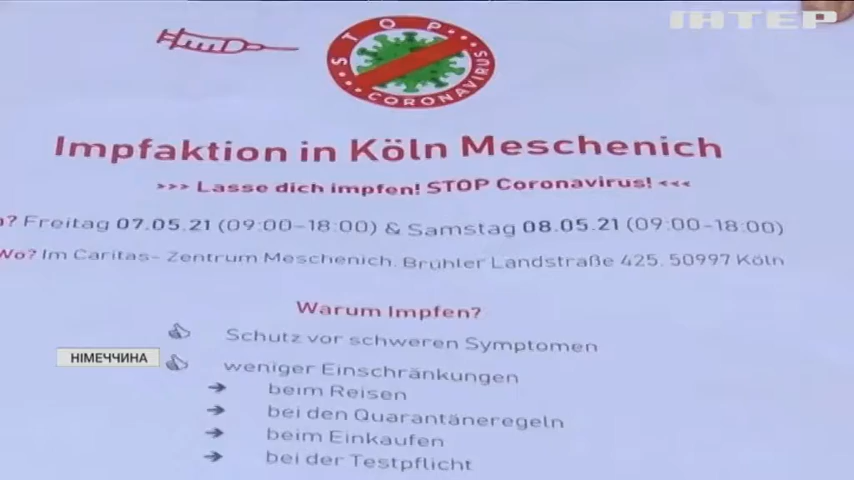 ІНТЕР
STOP
CORONAVIRUS
Impfaktion in Köln Meschenich
>>> Lasse dich impfen! STOP Coronavirus! <<<
? Freitag 07.05.21 (09:00-18:00) & Samstag 08.05.21 (09:00-18:00)
Wo? Im Caritas- Zentrum Meschenich. Brühler Landstraße 425. 50997 Köln
Warum Impfen?
Schutz vor schweren Symptomen
НІМЕЧЧИНА
weniger Einschränkungen
➔ beim Reisen
➔ bei den Quarantäneregeln
➔ beim Einkaufen
➔ bei der Testpflicht